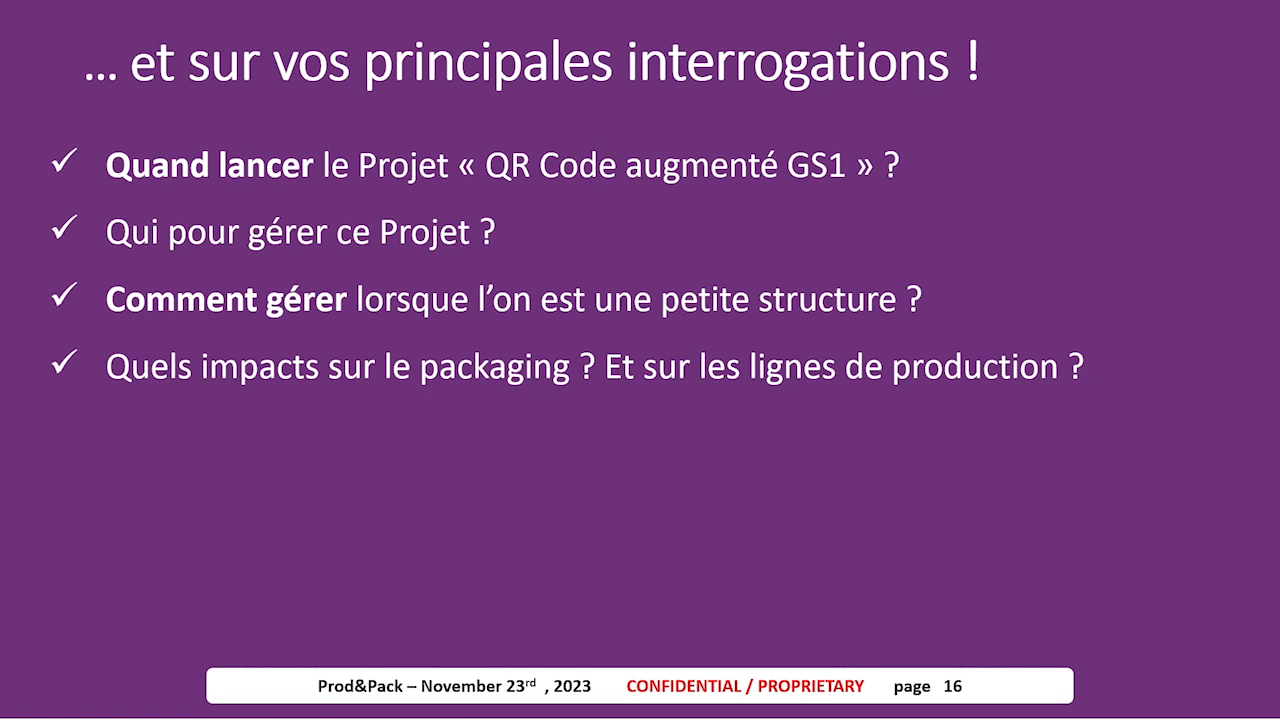 ... et sur vos principales interrogations !
✓ Quand lancer le Projet « QR Code augmenté GS1 » ?
✓ Qui pour gérer ce Projet ?
✓ Comment gérer lorsque l’on est une petite structure ?
✓ Quels impacts sur le packaging ? Et sur les lignes de production ?
Prod&Pack – November 23rd , 2023 CONFIDENTIAL / PROPRIETARY page 16